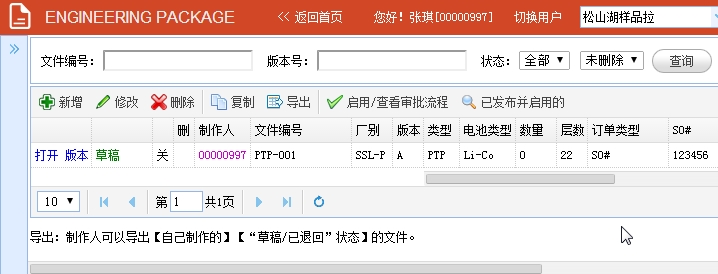 ENGINEERING PACKAGE << 返回首页 您好！张琪[00000997] 切换用户 松山湖样品拉
文件编号： 版本号： 状态： 全部 未删除 查询
新增 修改 删除 复制 导出 启用/查看审批流程 已发布并启用的
删 制作人 文件编号 厂别 版本 类型 电池类型 数量 层数 订单类型 SO#
打开 版本 草稿 关 00000997 PTP-001 SSL-P A PTP Li-Co 0 22 SO# 123456
10 第 1 共1页
导出：制作人可以导出【自己制作的】【“草稿/已退回”状态】的文件。